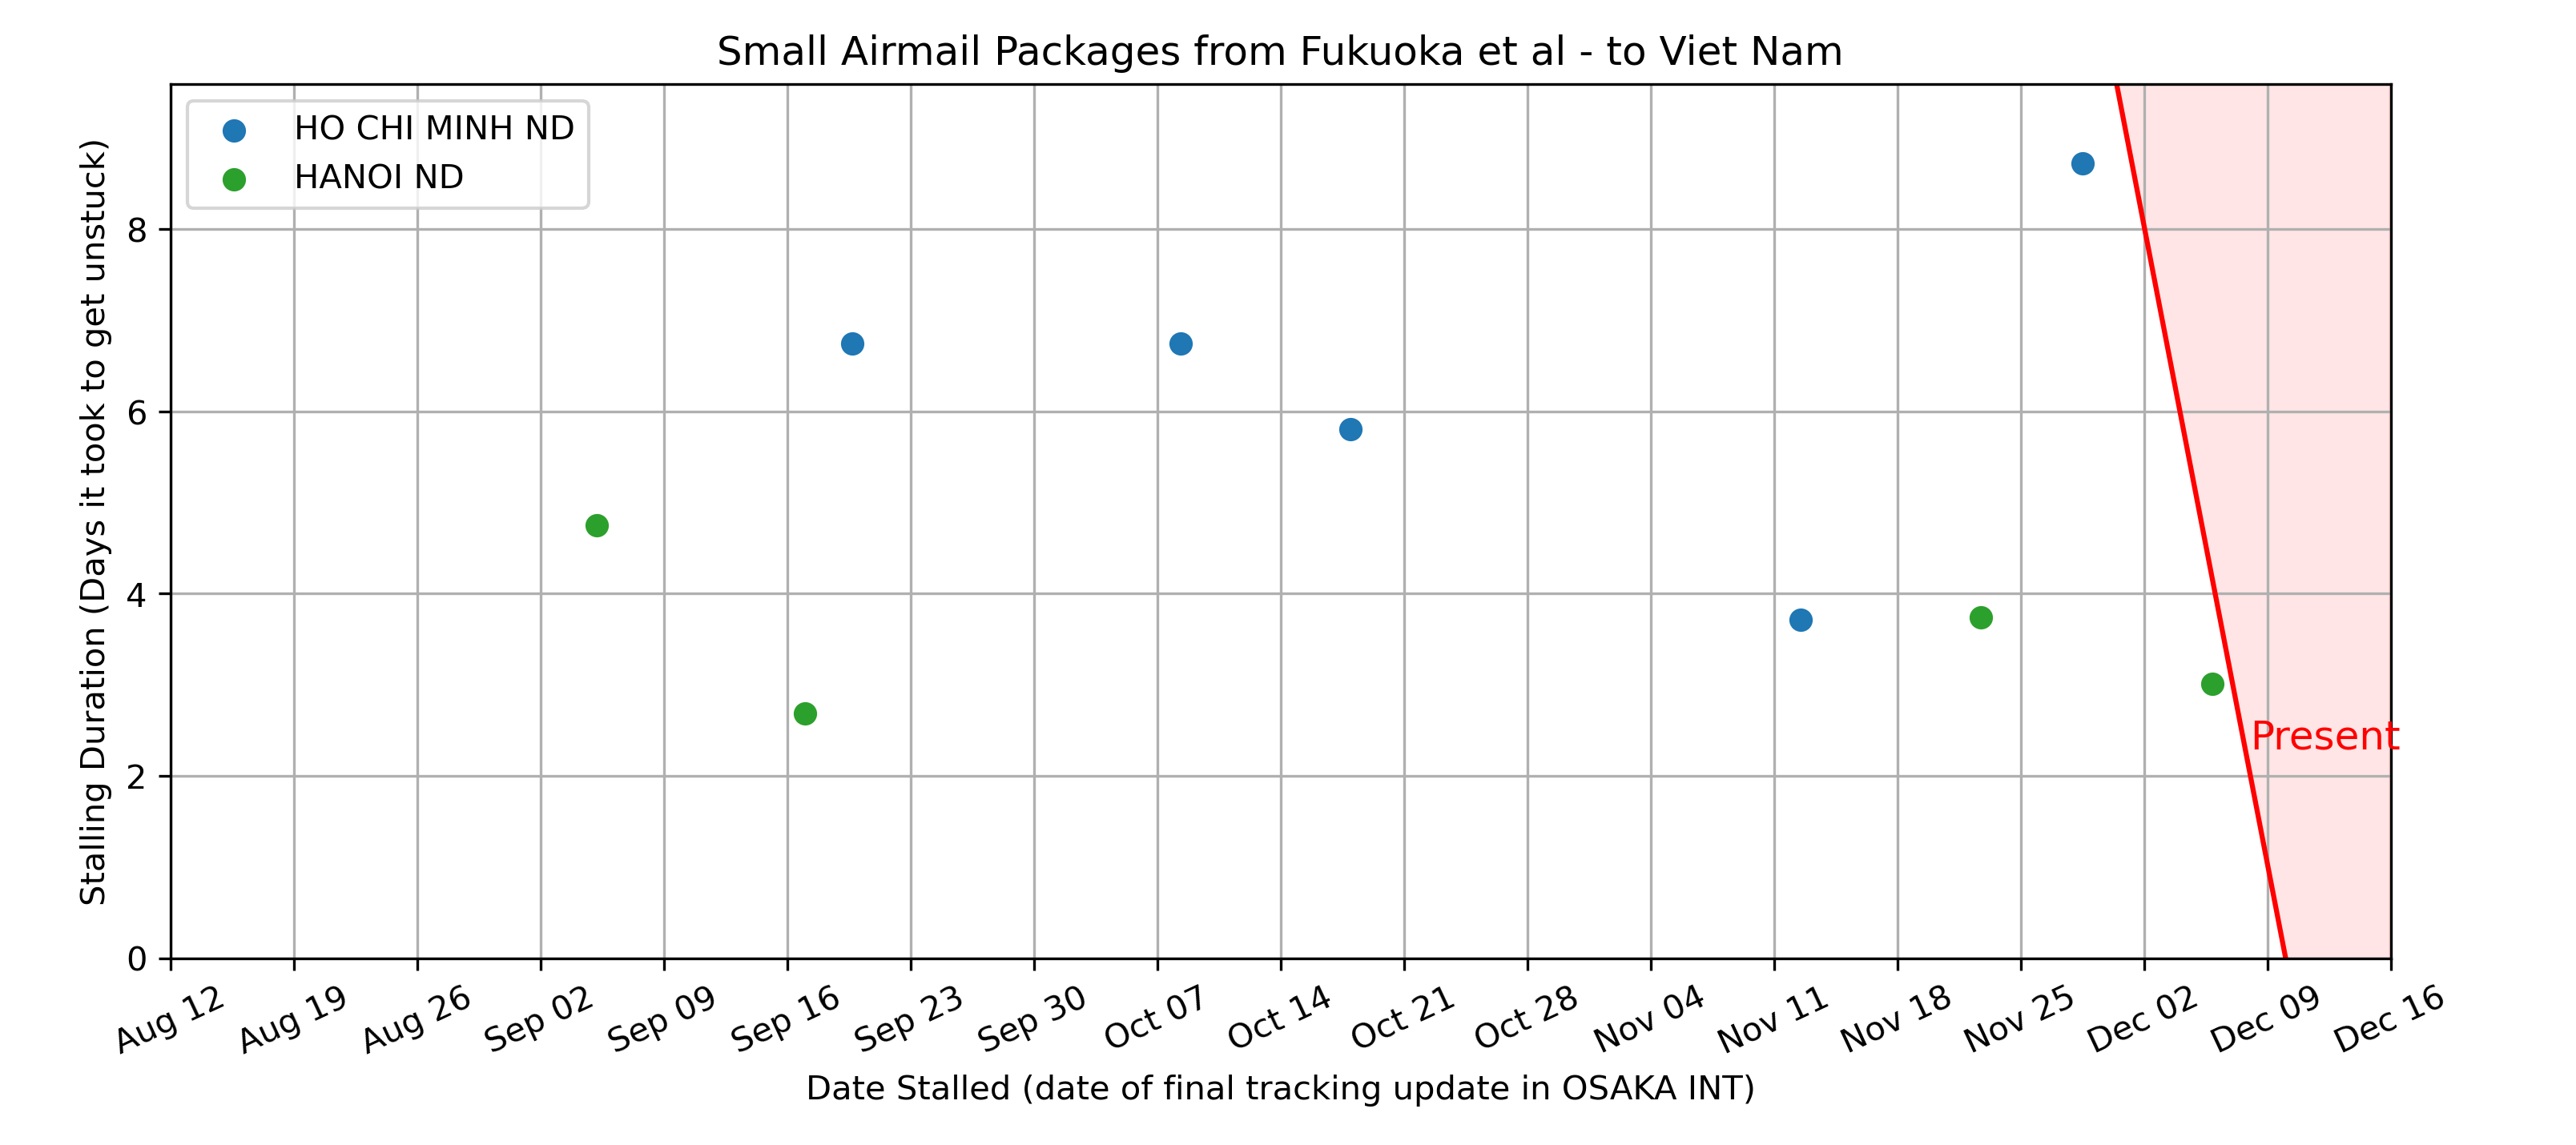 Small Airmail Packages from Fukuoka et al - to Viet Nam
HO CHI MINH ND
HANOI ND
Stalling Duration (Days it took to get unstuck)
8
6
4
2
0
Present
Aug 12
Aug 19
Aug 26
Sep 02
Sep 09
Sep 16
Sep 23
Sep 30
Oct 07
Oct 14
Oct 21
Oct 28
Nov 04
Nov 11
Nov 18
Nov 25
Dec 02
Dec 09
Dec 16
Date Stalled (date of final tracking update in OSAKA INT)